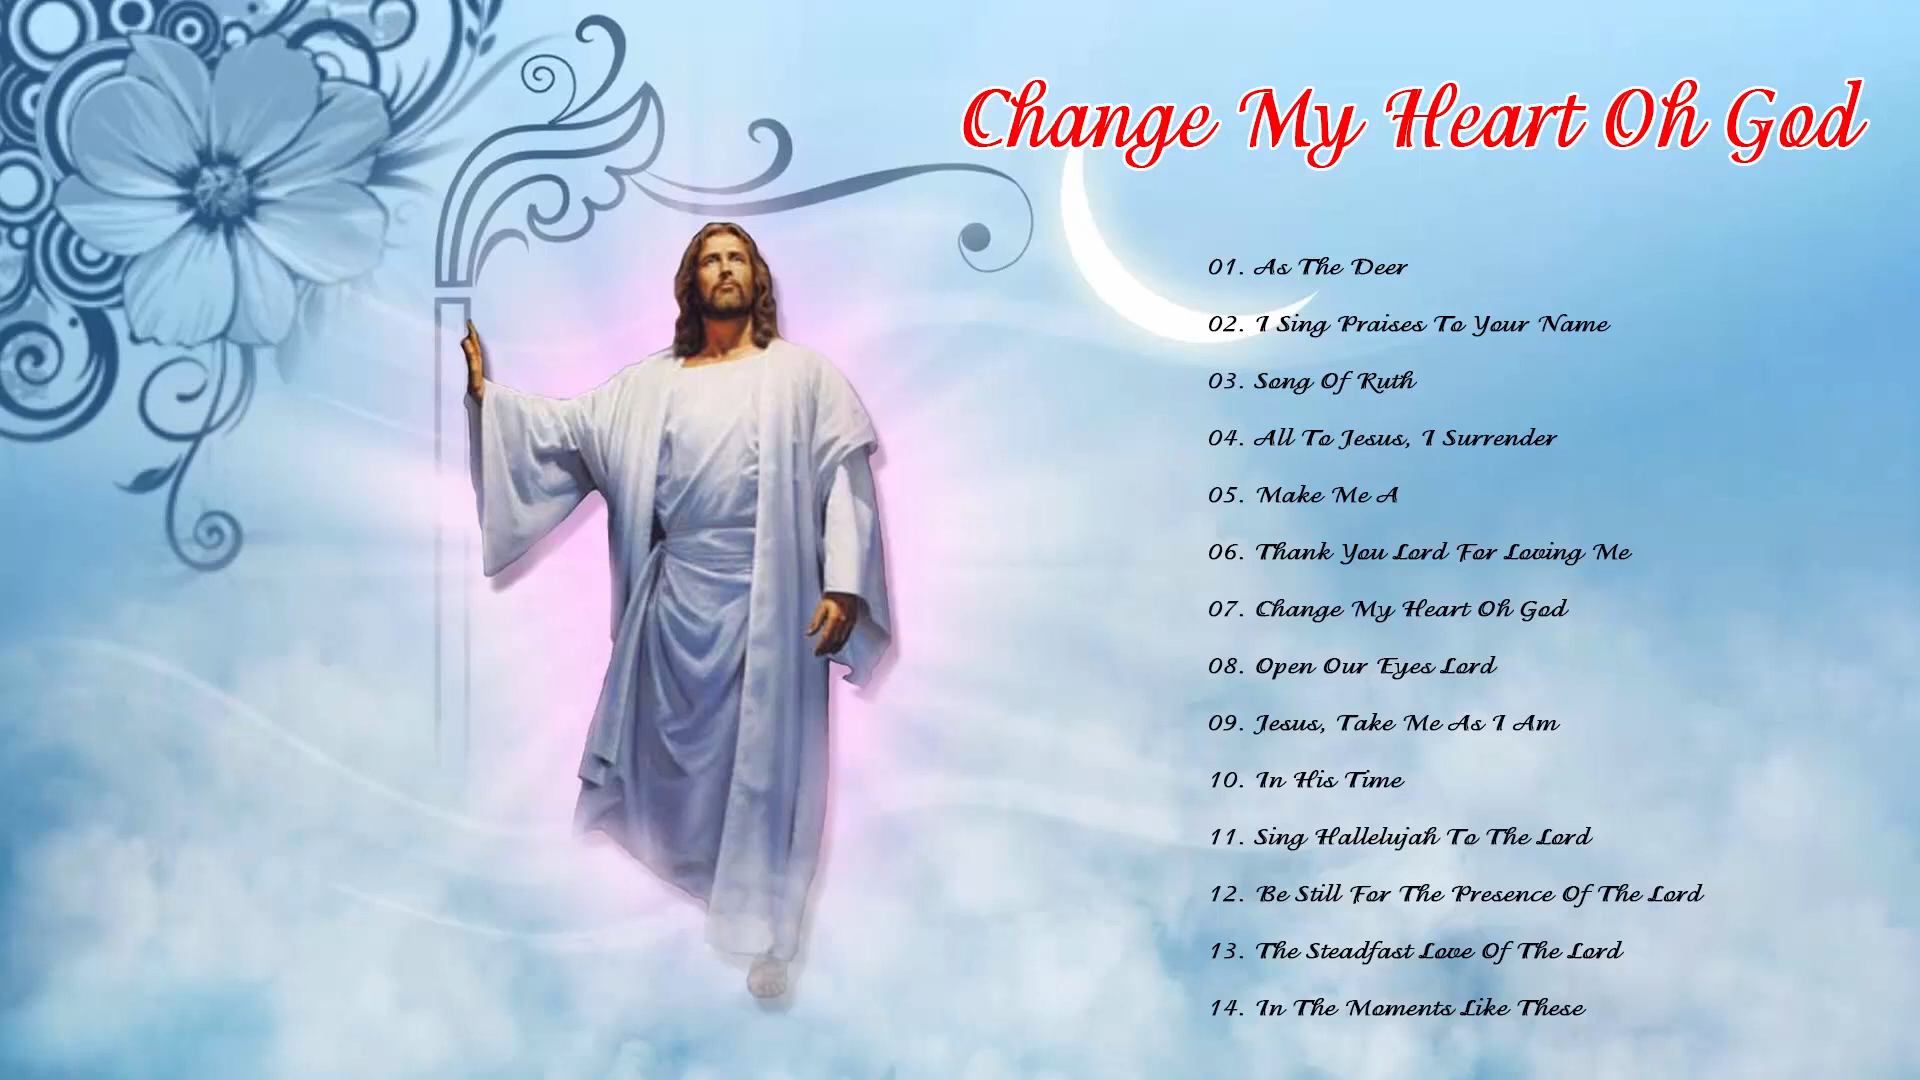 Change My Heart Oh God
01. As The Deer
02. I Sing Praises To Your Name
03. Song Of Ruth
04. All To Jesus, I Surrender
05. Make Me A
06. Thank You Lord For Loving Me
07. Change My Heart Oh God
08. Open Our Eyes Lord
09. Jesus, Take Me As I Am
10. In His Time
11. Sing Hallelujah To The Lord
12. Be Still For The Presence Of The Lord
13. The Steadfast Love Of The Lord
14. In The Moments Like These